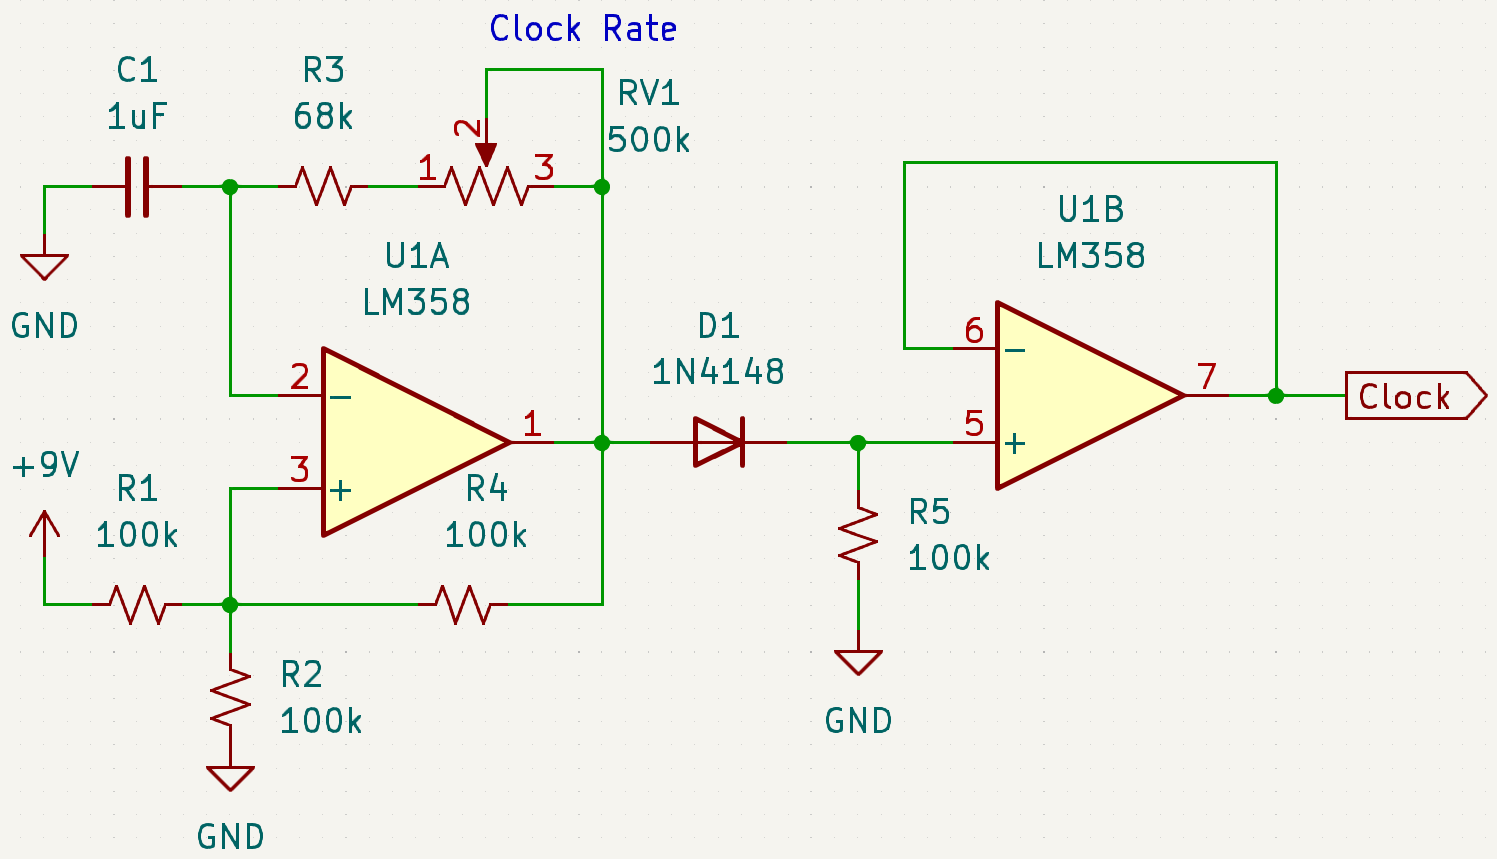 Clock Rate
C1
1uF
R3
68k
RV1
500k
2
1
3
GND
U1A
LM358
2
3
1
+9V
R1
100k
R4
100k
R2
100k
GND
D1
1N4148
R5
100k
GND
U1B
LM358
6
5
7
Clock